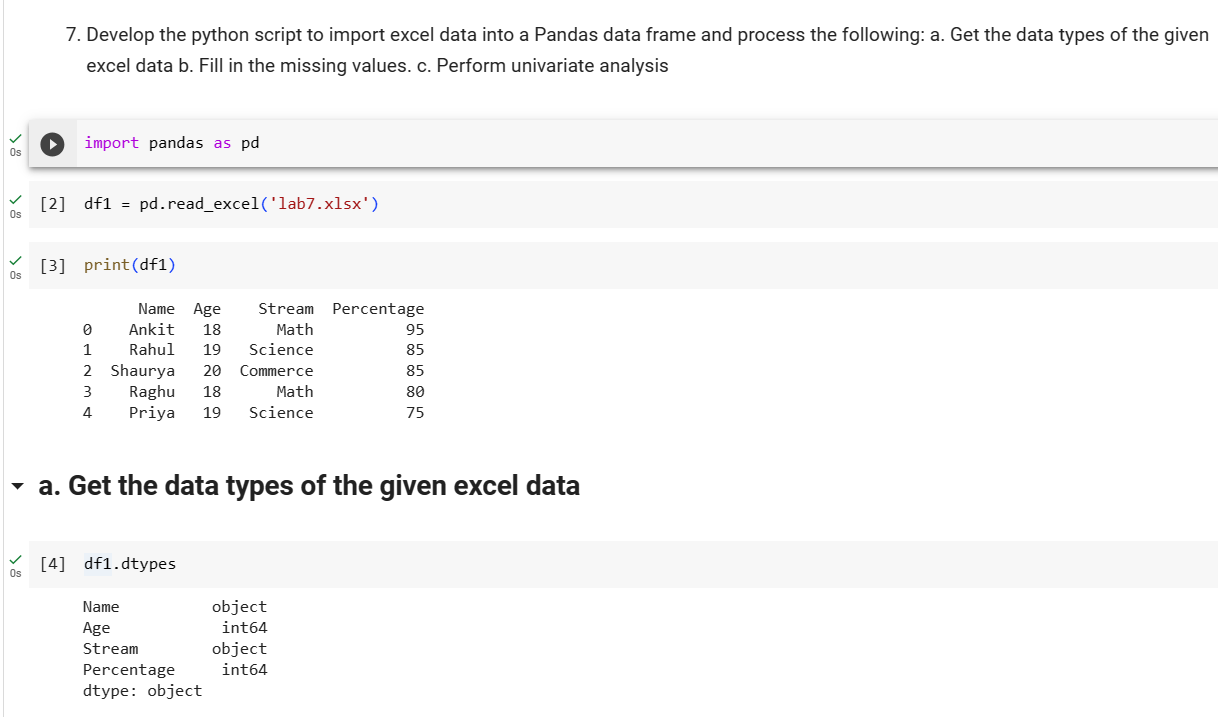 7. Develop the python script to import excel data into a Pandas data frame and process the following: a. Get the data types of the given
excel data b. Fill in the missing values. c. Perform univariate analysis
0s
import pandas as pd
0s
[2] df1 = pd.read_excel('lab7.xlsx')
0s
[3] print(df1)
Name Age Stream Percentage
0 Ankit 18 Math 95
1 Rahul 19 Science 85
2 Shaurya 20 Commerce 85
3 Raghu 18 Math 80
4 Priya 19 Science 75
a. Get the data types of the given excel data
0s
[4] df1.dtypes
Name object
Age int64
Stream object
Percentage int64
dtype: object